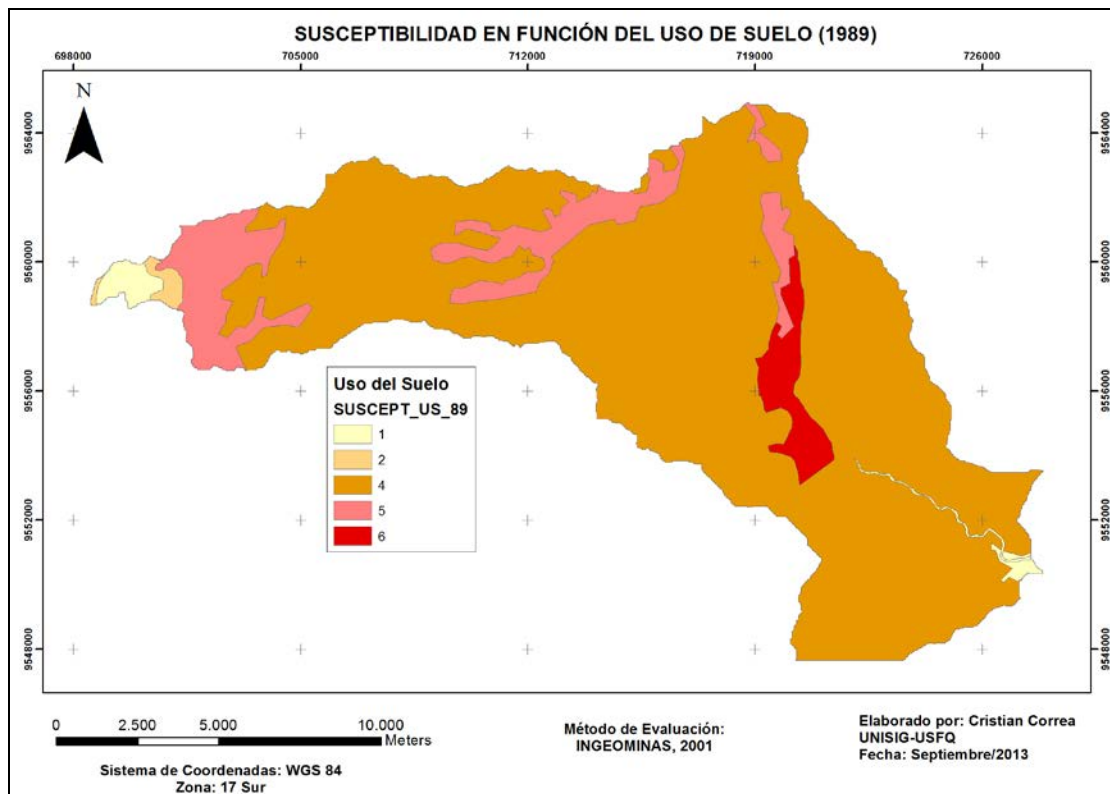 SUSCEPTIBILIDAD EN FUNCIÓN DEL USO DE SUELO (1989)
698000 705000 712000 719000 726000
N
9564000 9564000
9560000 9560000
9556000 9556000
9552000 9552000
9548000 9548000
Uso del Suelo
SUSCEPT_US_89
1
2
4
5
6
0 2.500 5.000 10.000
Meters
Sistema de Coordenadas: WGS 84
Zona: 17 Sur
Método de Evaluación:
INGEOMINAS, 2001
Elaborado por: Cristian Correa
UNISIG-USFQ
Fecha: Septiembre/2013